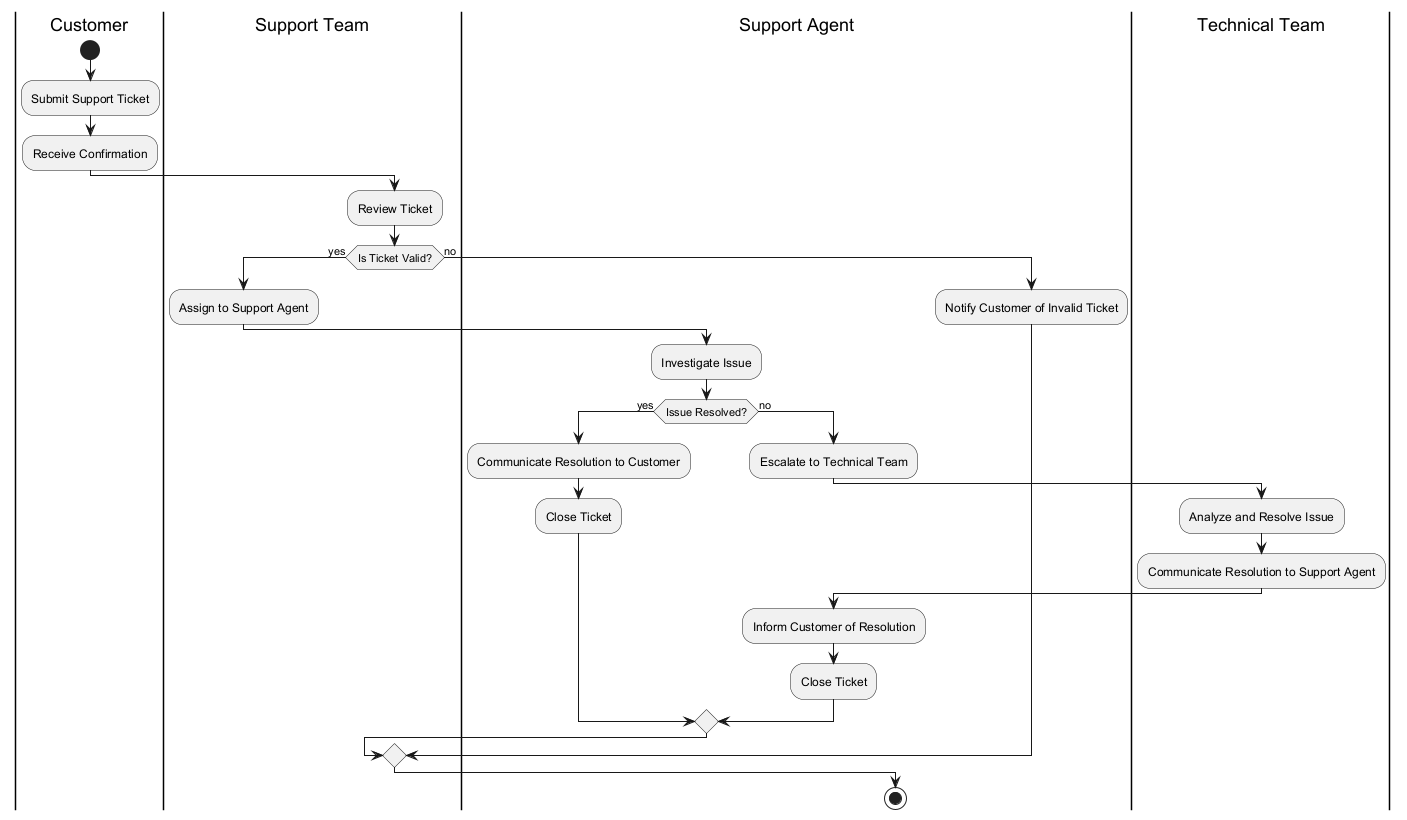 Customer
Support Team
Support Agent
Technical Team
Submit Support Ticket
Receive Confirmation
Review Ticket
yes
Is Ticket Valid?
no
Assign to Support Agent
Notify Customer of Invalid Ticket
Investigate Issue
yes
Issue Resolved?
no
Communicate Resolution to Customer
Escalate to Technical Team
Close Ticket
Analyze and Resolve Issue
Communicate Resolution to Support Agent
Inform Customer of Resolution
Close Ticket